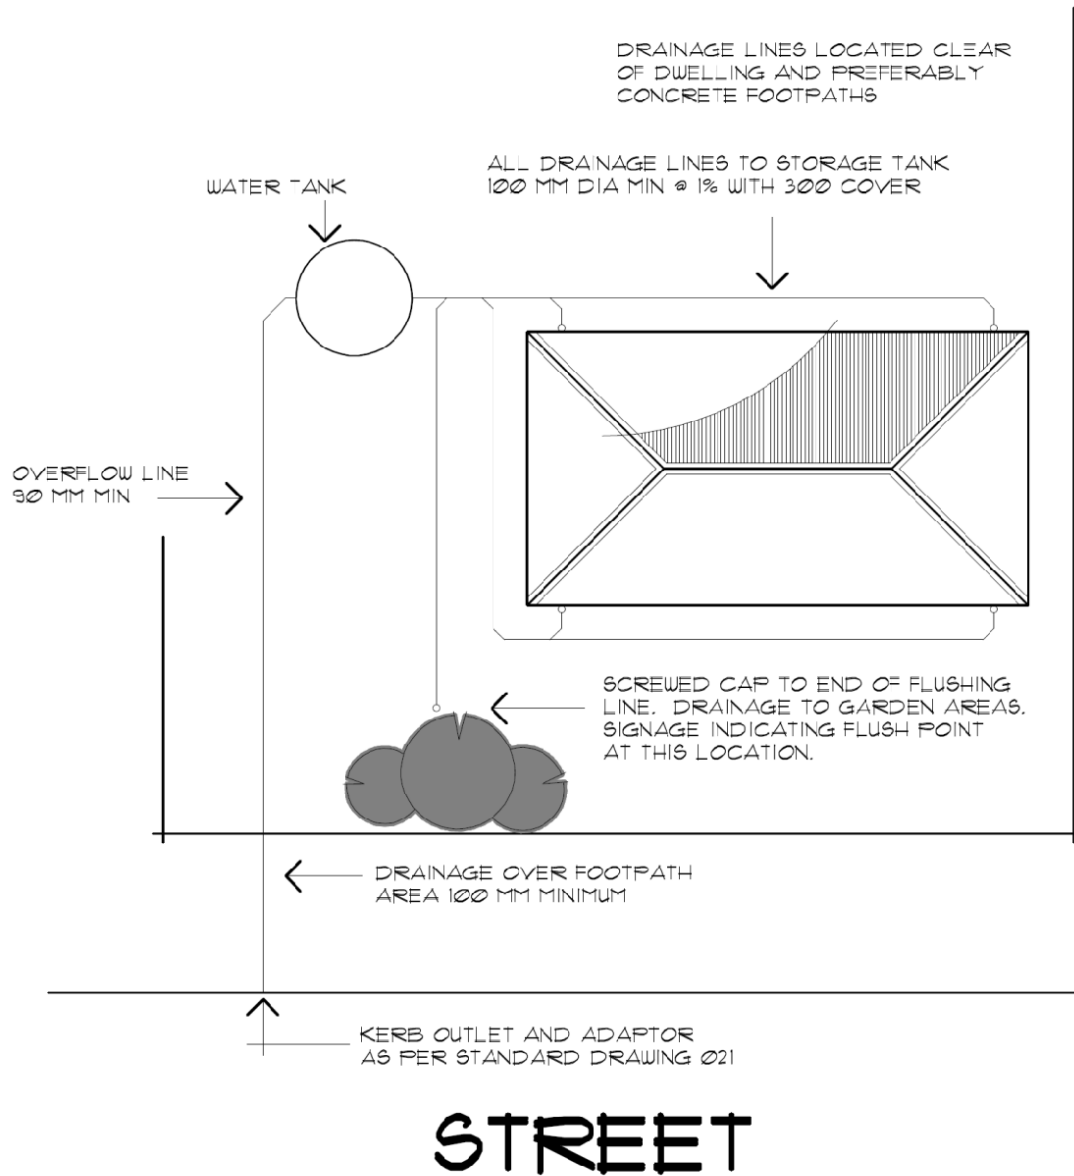 DRAINAGE LINES LOCATED CLEAR
OF DWELLING AND PREFERABLY
CONCRETE FOOTPATHS
ALL DRAINAGE LINES TO STORAGE TANK
100 MM DIA MIN @ 1% WITH 300 COVER
WATER TANK
OVERFLOW LINE
90 MM MIN
SCREWED CAP TO END OF FLUSHING
LINE. DRAINAGE TO GARDEN AREAS.
SIGNAGE INDICATING FLUSH POINT
AT THIS LOCATION.
DRAINAGE OVER FOOTPATH
AREA 100 MM MINIMUM
KERB OUTLET AND ADAPTOR
AS PER STANDARD DRAWING 021
STREET